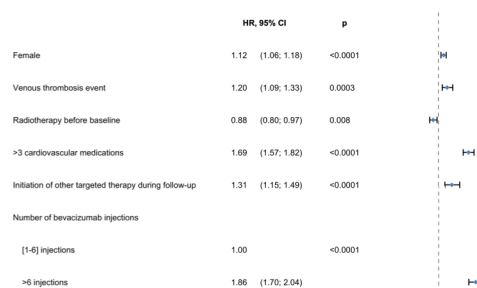 HR, 95% CI p
Female 1.12 (1.06; 1.18) <0.0001
Venous thrombosis event 1.20 (1.09; 1.33) 0.0003
Radiotherapy before baseline 0.88 (0.80; 0.97) 0.008
>3 cardiovascular medications 1.69 (1.57; 1.82) <0.0001
Initiation of other targeted therapy during follow-up 1.31 (1.15; 1.49) <0.0001
Number of bevacizumab injections
[1-6] injections 1.00 <0.0001
>6 injections 1.86 (1.70; 2.04)